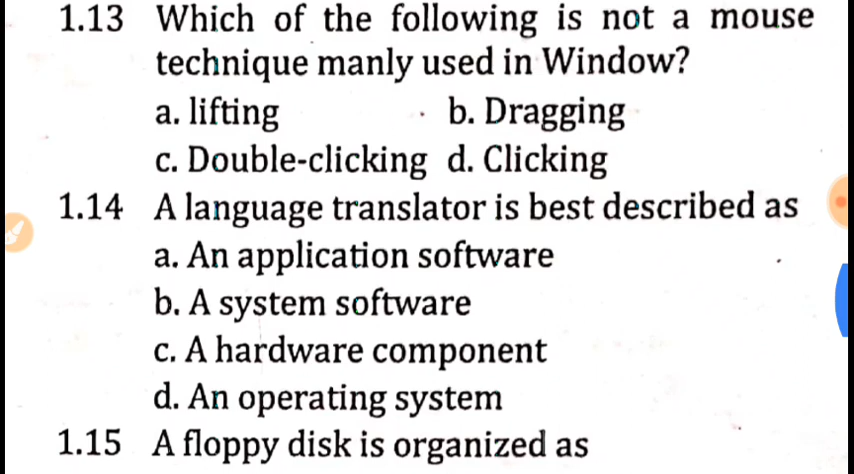 1.13 Which of the following is not a mouse
technique manly used in Window?
a. lifting b. Dragging
c. Double-clicking d. Clicking
1.14 A language translator is best described as
a. An application software
b. A system software
c. A hardware component
d. An operating system
1.15 A floppy disk is organized as